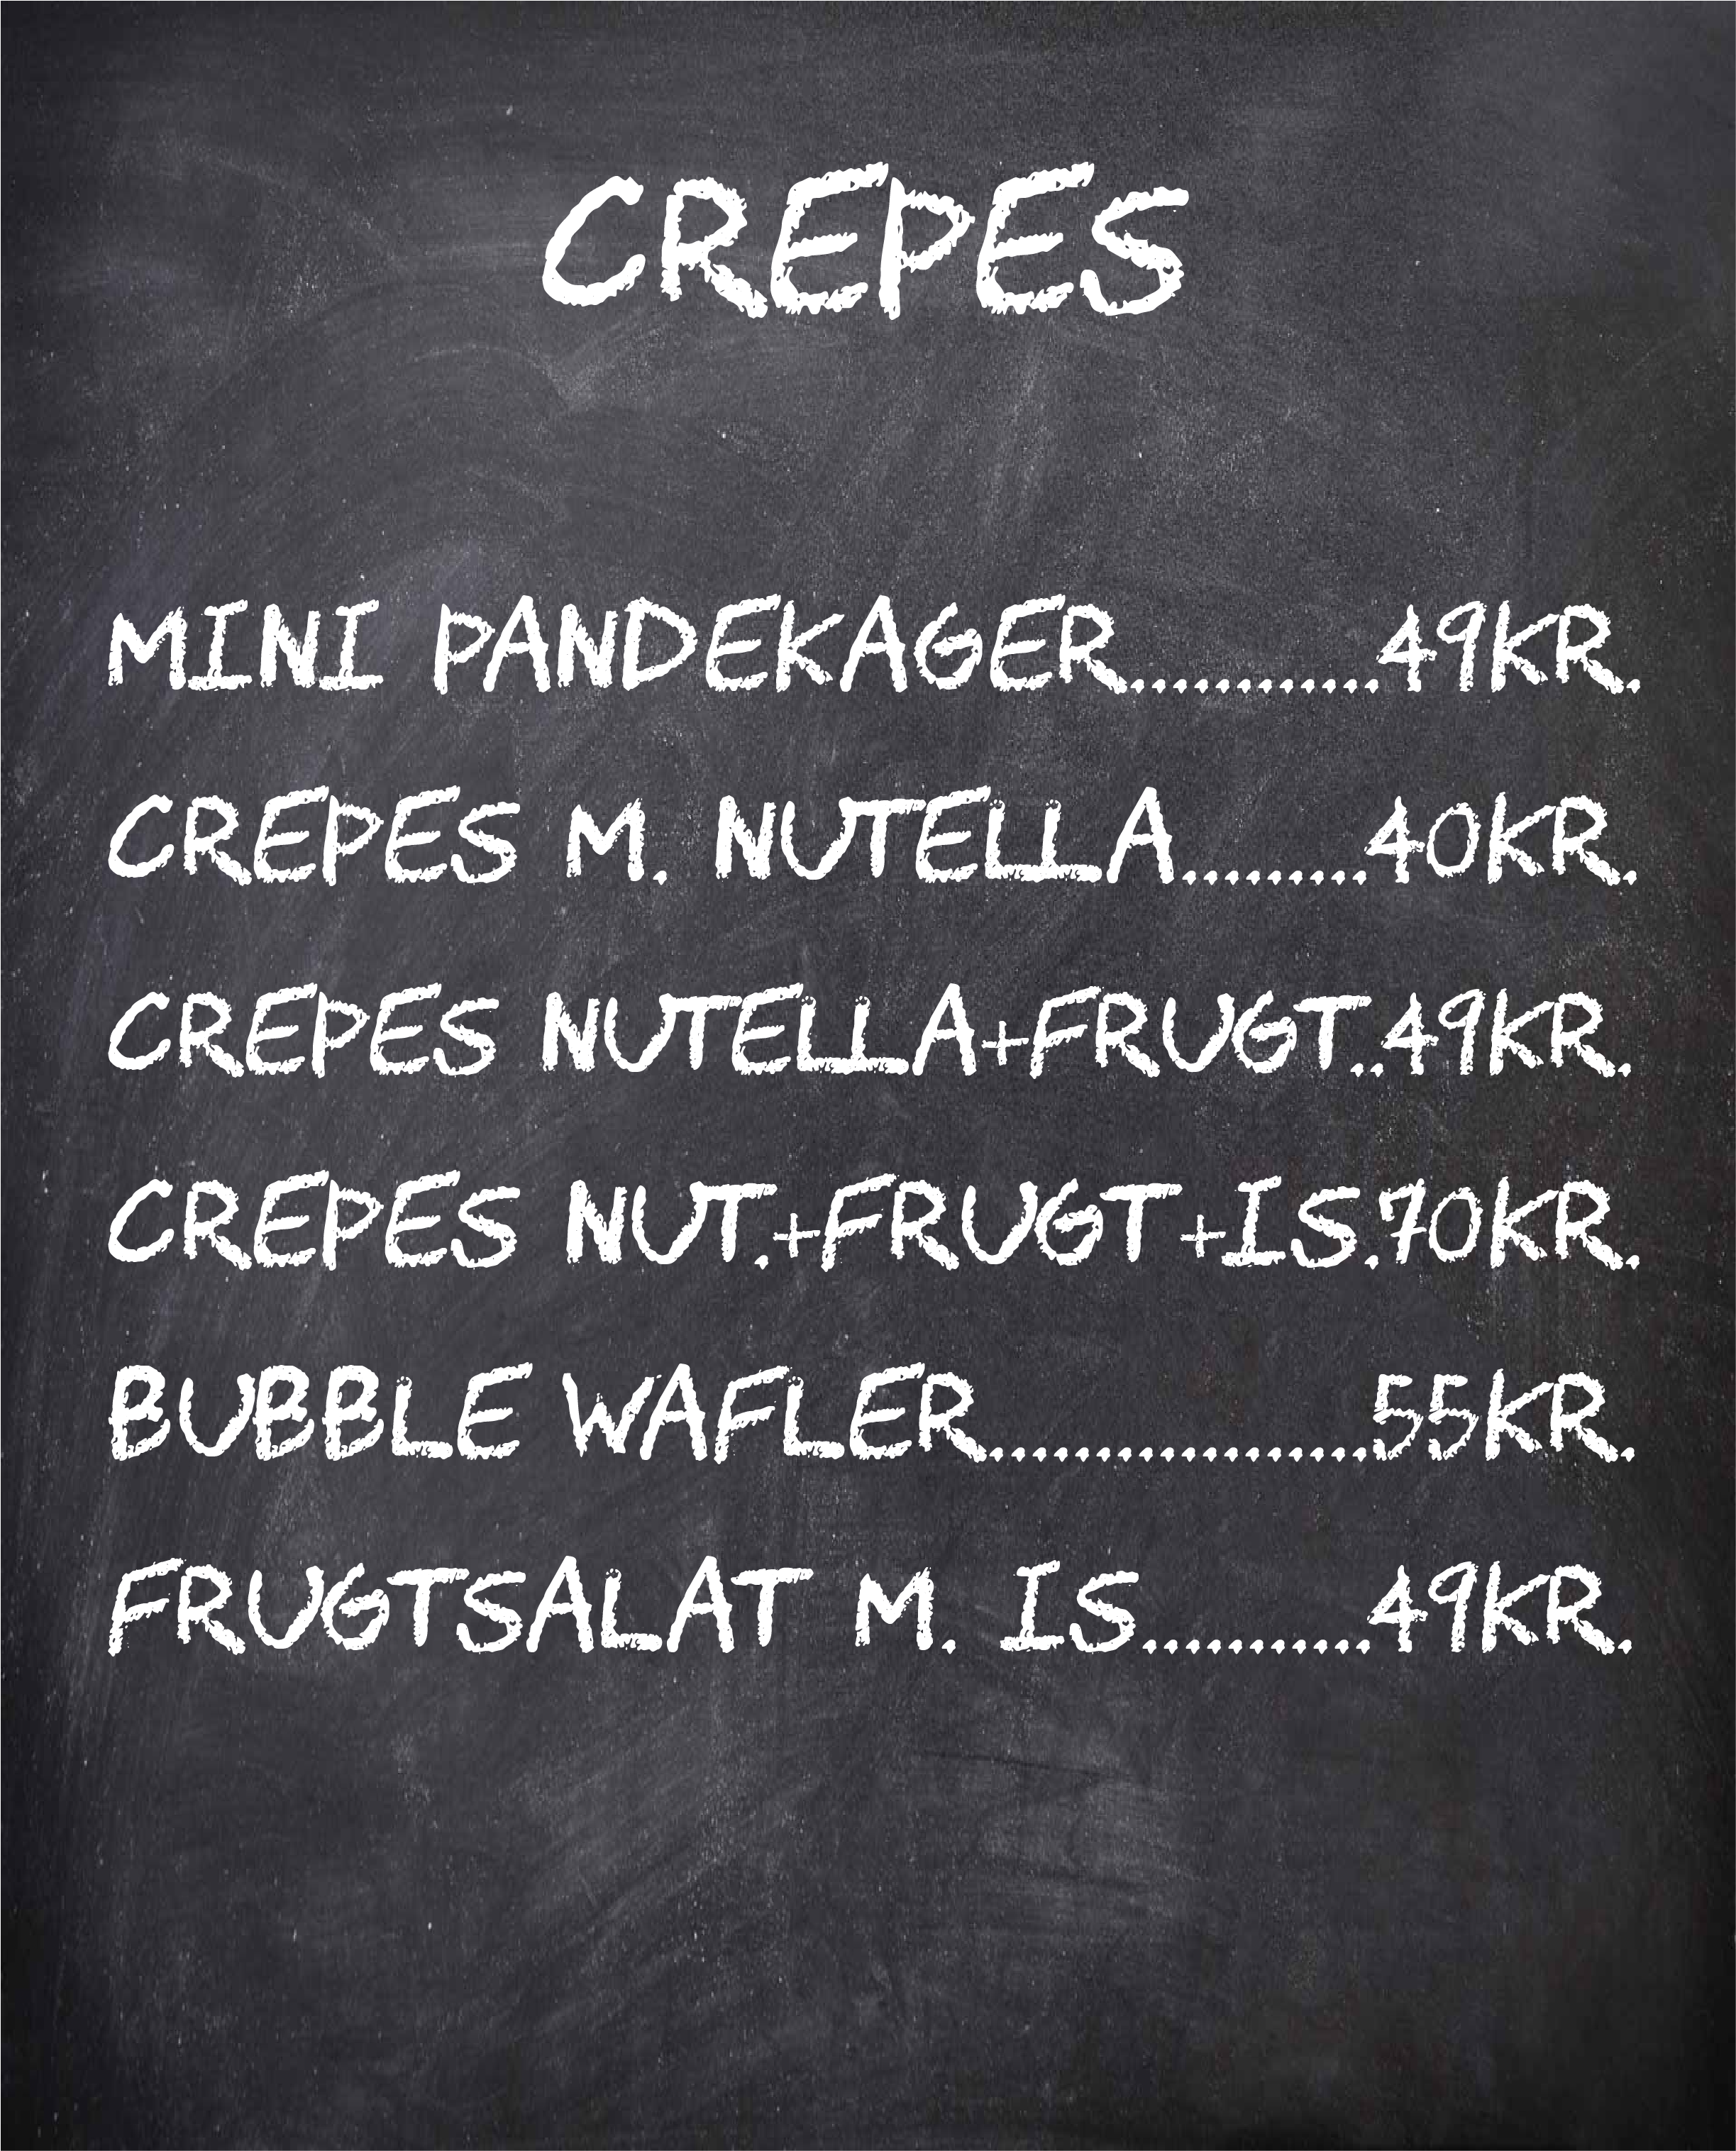 CREPES
MINI PANDEKAGER............49KR.
CREPES M. NUTELLA.........40KR.
CREPES NUTELLA+FRUGT..49KR.
CREPES NUT.+FRUGT+IS.70KR.
BUBBLE WAFLER..................55KR.
FRUGTSALAT M. IS...........49KR.